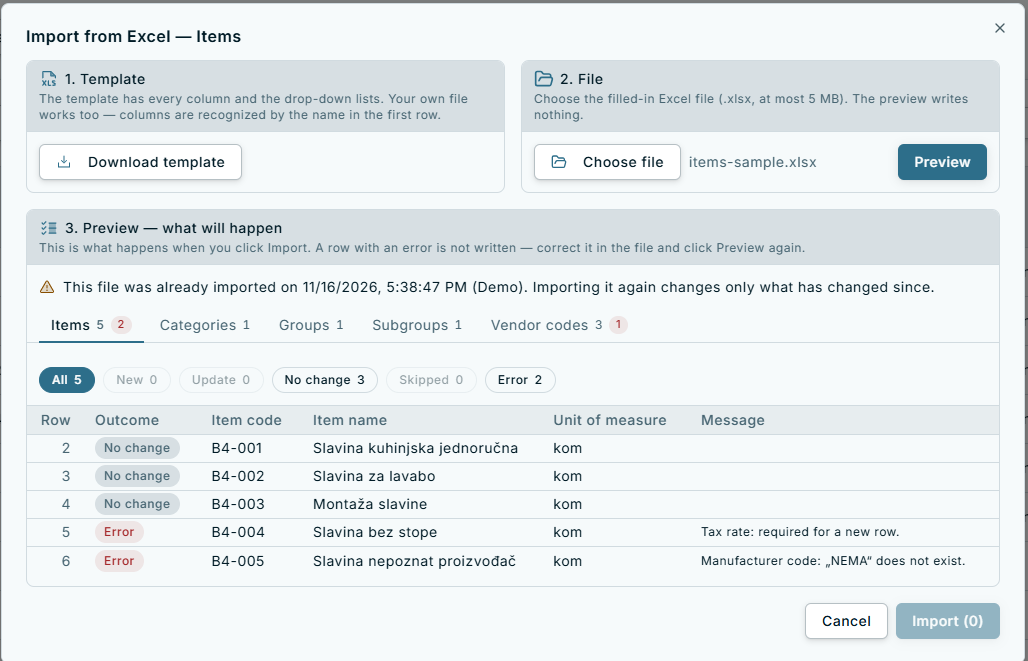 Import from Excel — Items
XLS
1. Template
The template has every column and the drop-down lists. Your own file
works too — columns are recognized by the name in the first row.
Download template
2. File
Choose the filled-in Excel file (.xlsx, at most 5 MB). The preview writes
nothing.
Choose file items-sample.xlsx Preview
3. Preview — what will happen
This is what happens when you click Import. A row with an error is not written — correct it in the file and click Preview again.
This file was already imported on 11/16/2026, 5:38:47 PM (Demo). Importing it again changes only what has changed since.
Items 5 2 Categories 1 Groups 1 Subgroups 1 Vendor codes 3 1
All 5 New 0 Update 0 No change 3 Skipped 0 Error 2
Row Outcome Item code Item name Unit of measure Message
2 No change B4-001 Slavina kuhinjska jednoručna kom
3 No change B4-002 Slavina za lavabo kom
4 No change B4-003 Montaža slavine kom
5 Error B4-004 Slavina bez stope kom Tax rate: required for a new row.
6 Error B4-005 Slavina nepoznat proizvođač kom Manufacturer code: „NEMA“ does not exist.
Cancel Import (0)